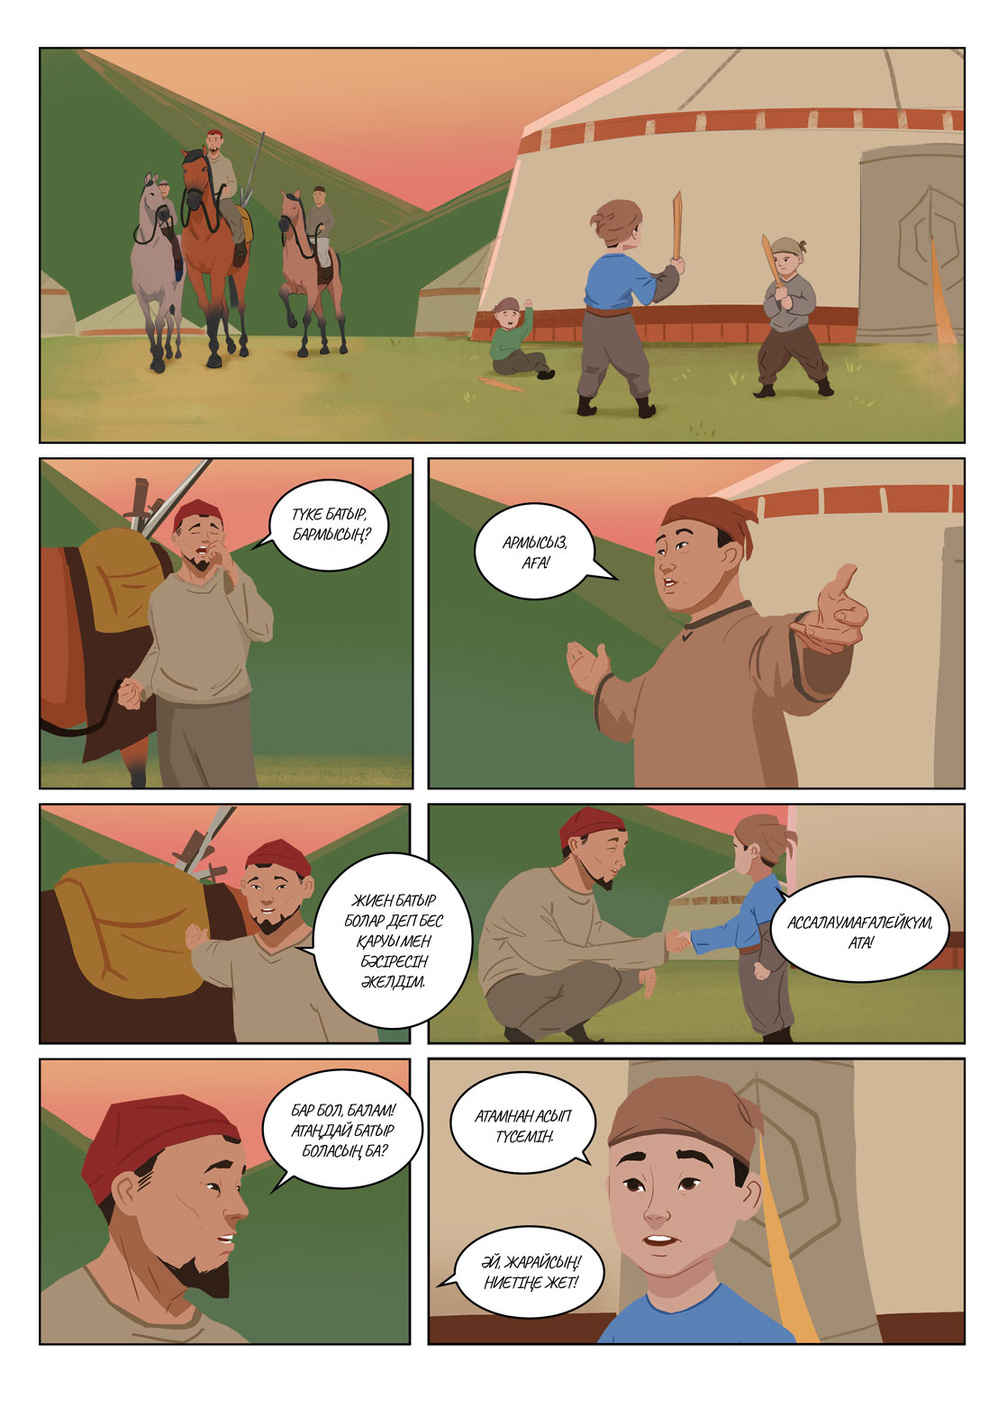 ТҮКЕ БАТЫР,
БАРМЫСЫҢ?
АРМЫСЫЗ,
АҒА!
ЖИЕН БАТЫР
БОЛАР ДЕП БЕС
ҚАРУЫ МЕН
БӘСІРЕСІН
ӘКЕЛДІМ.
АССАЛАУМАҒАЛЕЙКҮМ,
АТА!
БАР БОЛ, БАЛАМ!
АТАҢДАЙ БАТЫР
БОЛАСЫҢ БА?
АТАМНАН АСЫП
ТҮСЕМІН.
ӘЙ, ЖАРАЙСЫҢ!
НИЕТІҢЕ ЖЕТ!